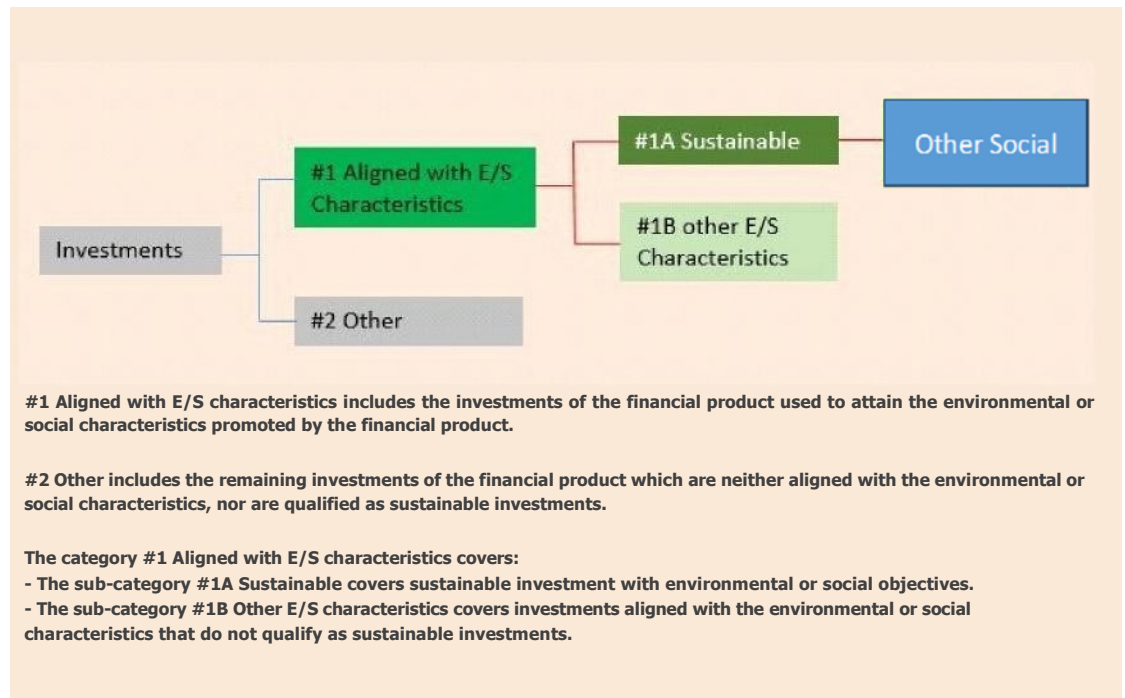 #1A Sustainable
Other Social
#1 Aligned with E/S
Characteristics
#1B other E/S
Characteristics
Investments
#2 Other
#1 Aligned with E/S characteristics includes the investments of the financial product used to attain the environmental or
social characteristics promoted by the financial product.
#2 Other includes the remaining investments of the financial product which are neither aligned with the environmental or
social characteristics, nor are qualified as sustainable investments.
The category #1 Aligned with E/S characteristics covers:
- The sub-category #1A Sustainable covers sustainable investment with environmental or social objectives.
- The sub-category #1B Other E/S characteristics covers investments aligned with the environmental or social
characteristics that do not qualify as sustainable investments.